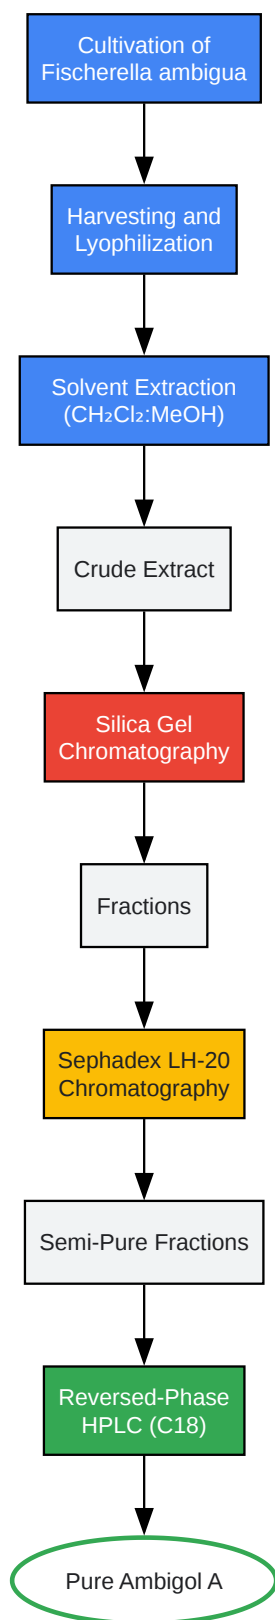 Cultivation of
Fischerella ambigua
Harvesting and
Lyophilization
Solvent Extraction
(CH₂Cl₂:MeOH)
Crude Extract
Silica Gel
Chromatography
Fractions
Sephadex LH-20
Chromatography
Semi-Pure Fractions
Reversed-Phase
HPLC (C18)
Pure Ambigol A